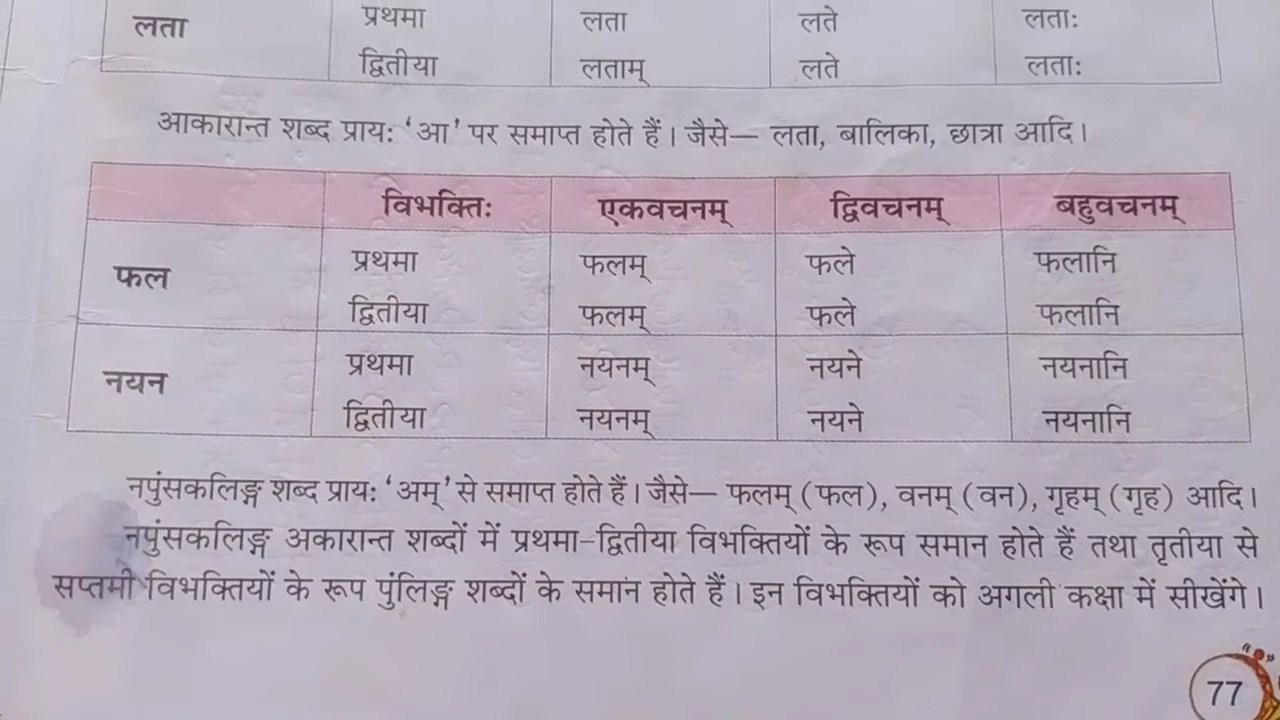 लता प्रथमा लता लते लताः
द्वितीया लताम् लते लताः
आकारान्त शब्द प्रायः ‘आ’ पर समाप्त होते हैं। जैसे— लता, बालिका, छात्रा आदि।
विभक्तिः एकवचनम् द्विवचनम् बहुवचनम्
फल प्रथमा फलम् फले फलानि
द्वितीया फलम् फले फलानि
नयन प्रथमा नयनम् नयने नयनानि
द्वितीया नयनम् नयने नयनानि
नपुंसकलिङ्ग शब्द प्रायः ‘अम्’ से समाप्त होते हैं। जैसे— फलम् (फल), वनम् (वन), गृहम् (गृह) आदि।
नपुंसकलिङ्ग अकारान्त शब्दों में प्रथमा-द्वितीया विभक्तियों के रूप समान होते हैं तथा तृतीया से
सप्तमी विभक्तियों के रूप पुंलिङ्ग शब्दों के समान होते हैं। इन विभक्तियों को अगली कक्षा में सीखेंगे।
77